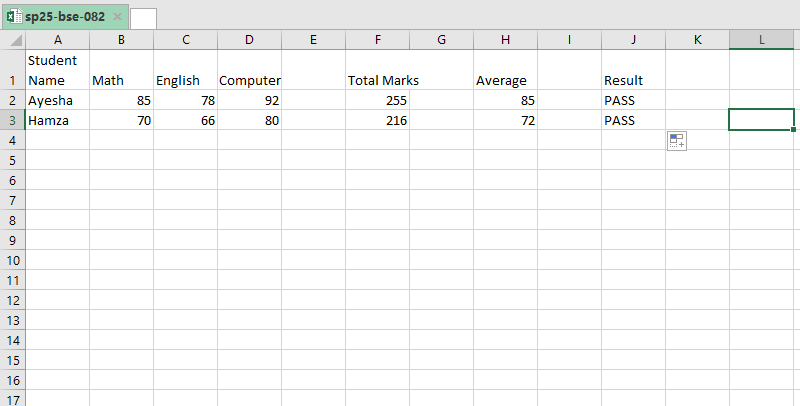 sp25-bse-082
A B C D E F G H I J K L
Student
1 Name Math English Computer Total Marks Average Result
2 Ayesha 85 78 92 255 85 PASS
3 Hamza 70 66 80 216 72 PASS
4
5
6
7
8
9
10
11
12
13
14
15
16
17